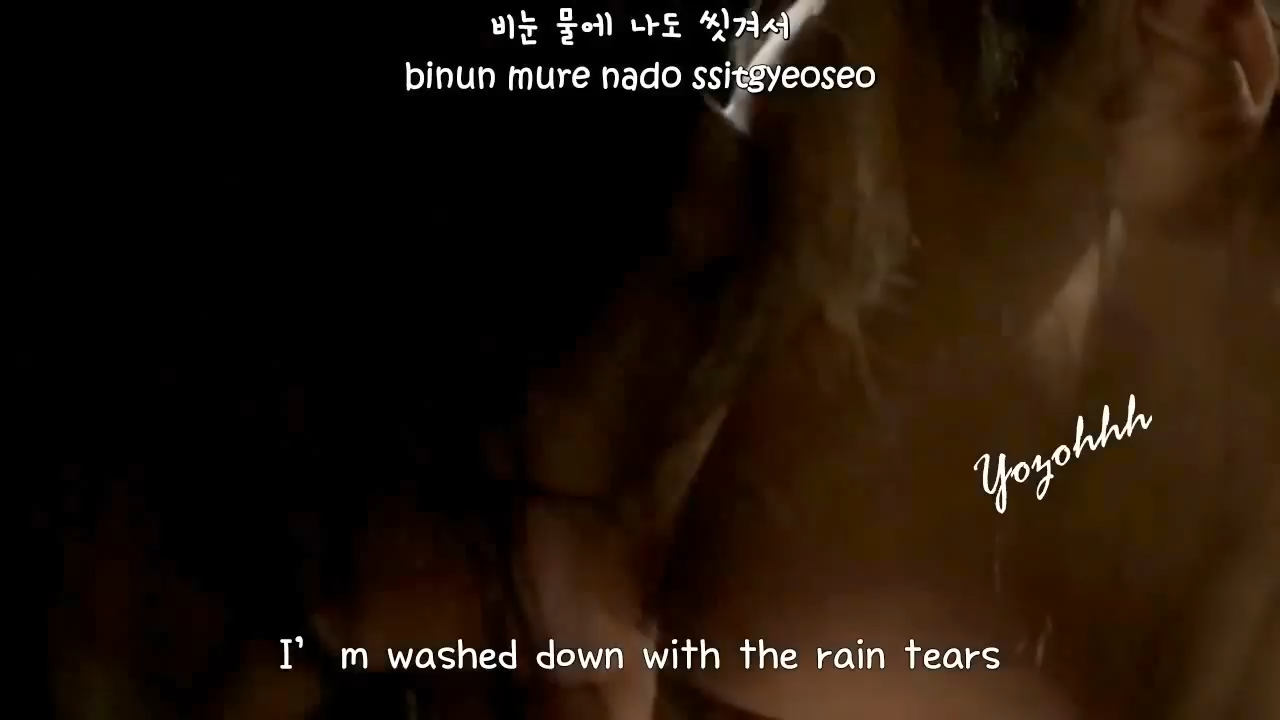 비눈 물에 나도 씻겨서
binun mure nado ssitgyeoseo
Yozohhh
I’m washed down with the rain tears